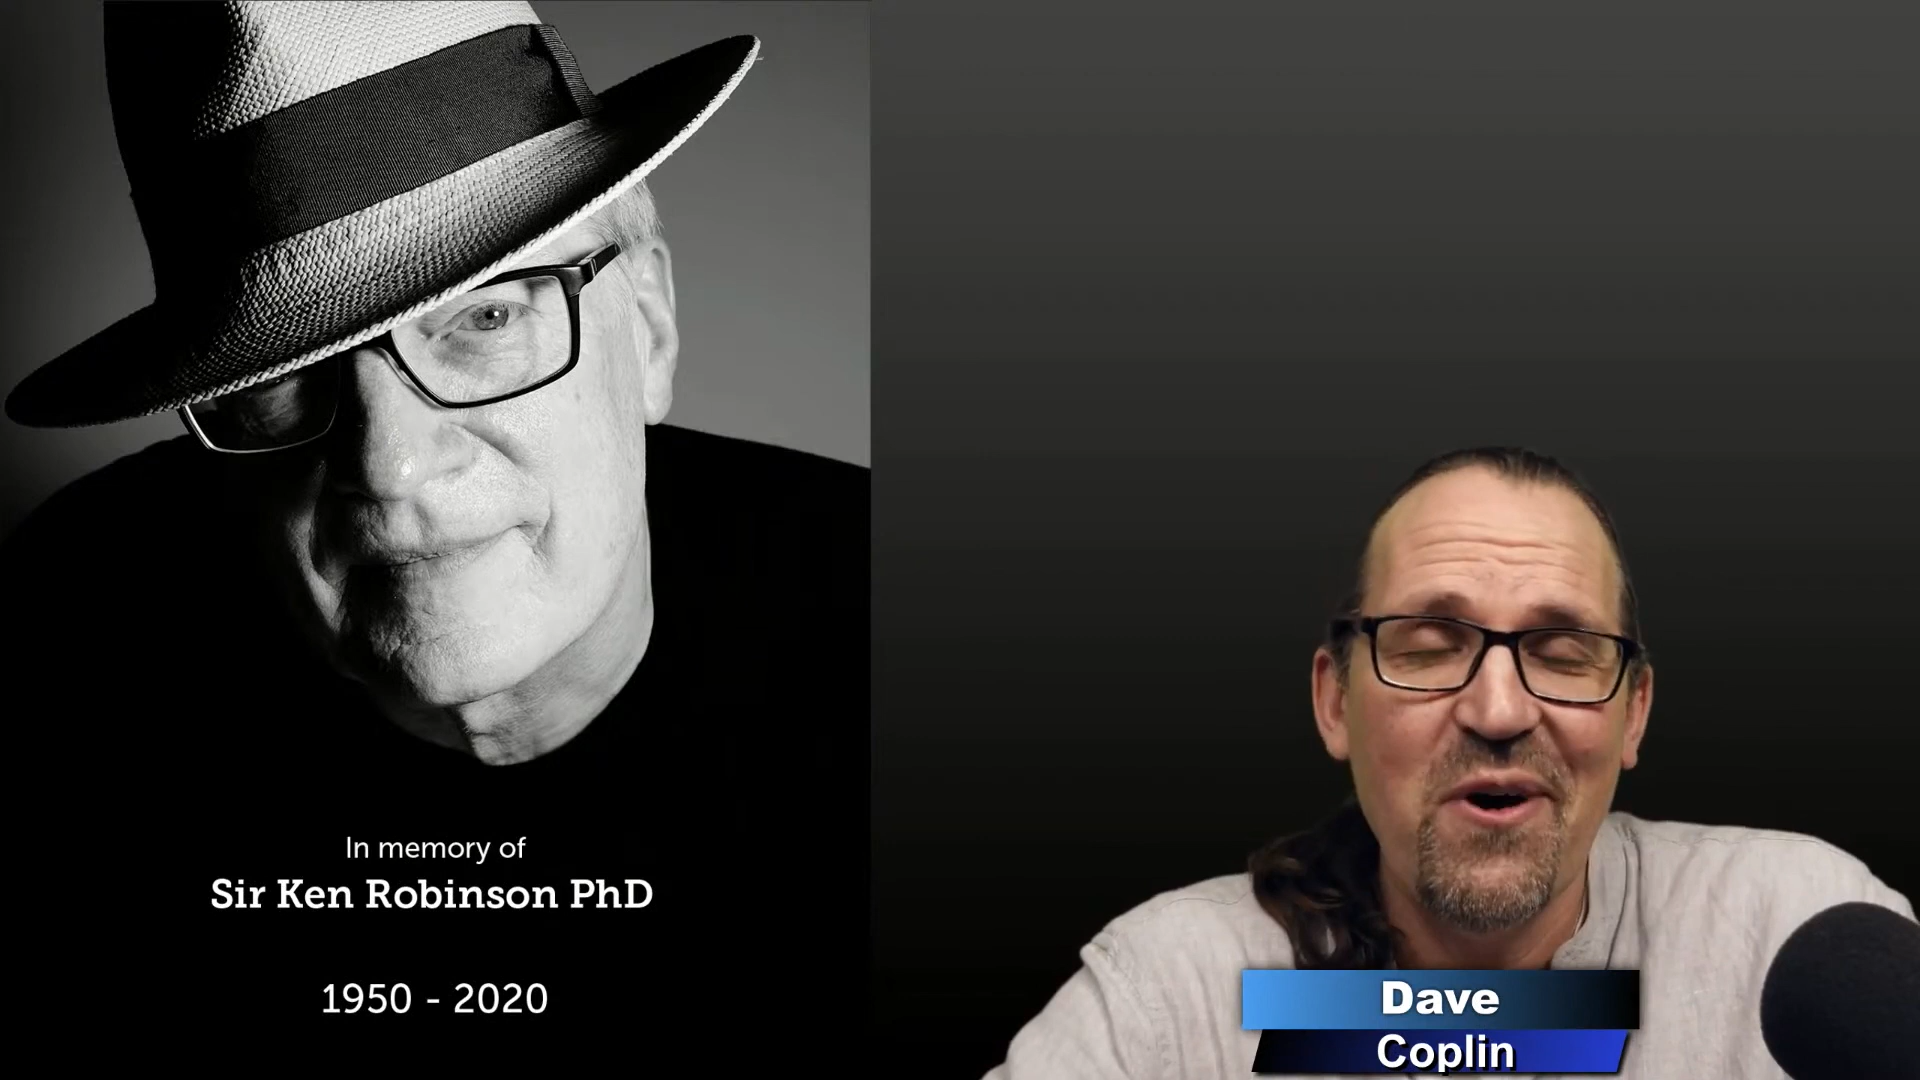 In memory of
Sir Ken Robinson PhD
1950 - 2020
Dave
Coplin